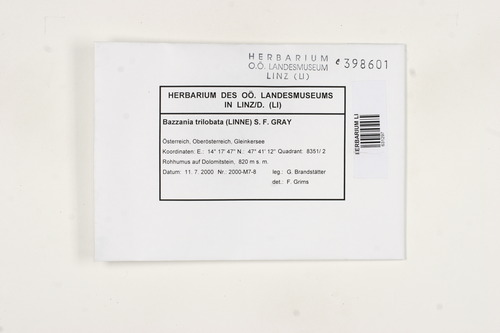 HERBARIUM
O.Ö. LANDESMUSEUM
LINZ (LI)
398601
HERBARIUM DES OÖ. LANDESMUSEUMS
IN LINZ/D. (LI)
Bazzania trilobata (LINNE) S. F. GRAY
Österreich, Oberösterreich, Gleinkersee
Koordinaten: E.: 14° 17' 47'' N.: 47° 41' 12'' Quadrant: 8351/ 2
Rohhumus auf Dolomitstein, 820 m s. m.
Datum: 11. 7. 2000 Nr.: 2000-M7-8 leg.: G. Brandstätter
det.: F. Grims
HERBARIUM LI